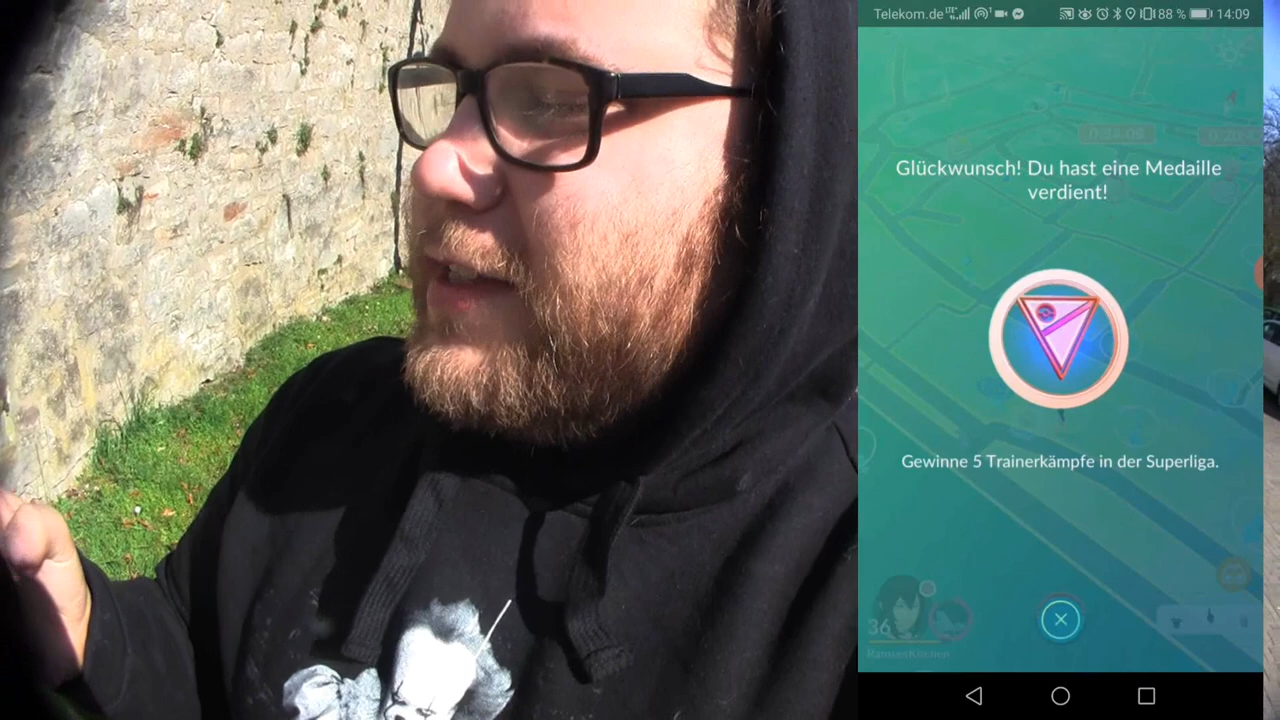 Telekom.de 88 % 14:09
Glückwunsch! Du hast eine Medaille
verdient!
Gewinne 5 Trainerkämpfe in der Superliga.
36